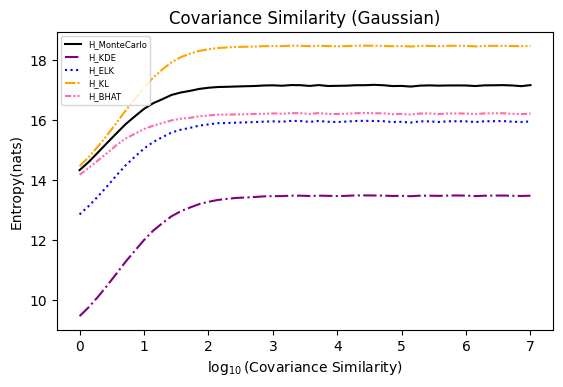 Covariance Similarity (Gaussian)
H_MonteCarlo
H_KDE
H_ELK
H_KL
H_BHAT
Entropy(nats)
18
16
14
12
10
0 1 2 3 4 5 6 7
log10(Covariance Similarity)